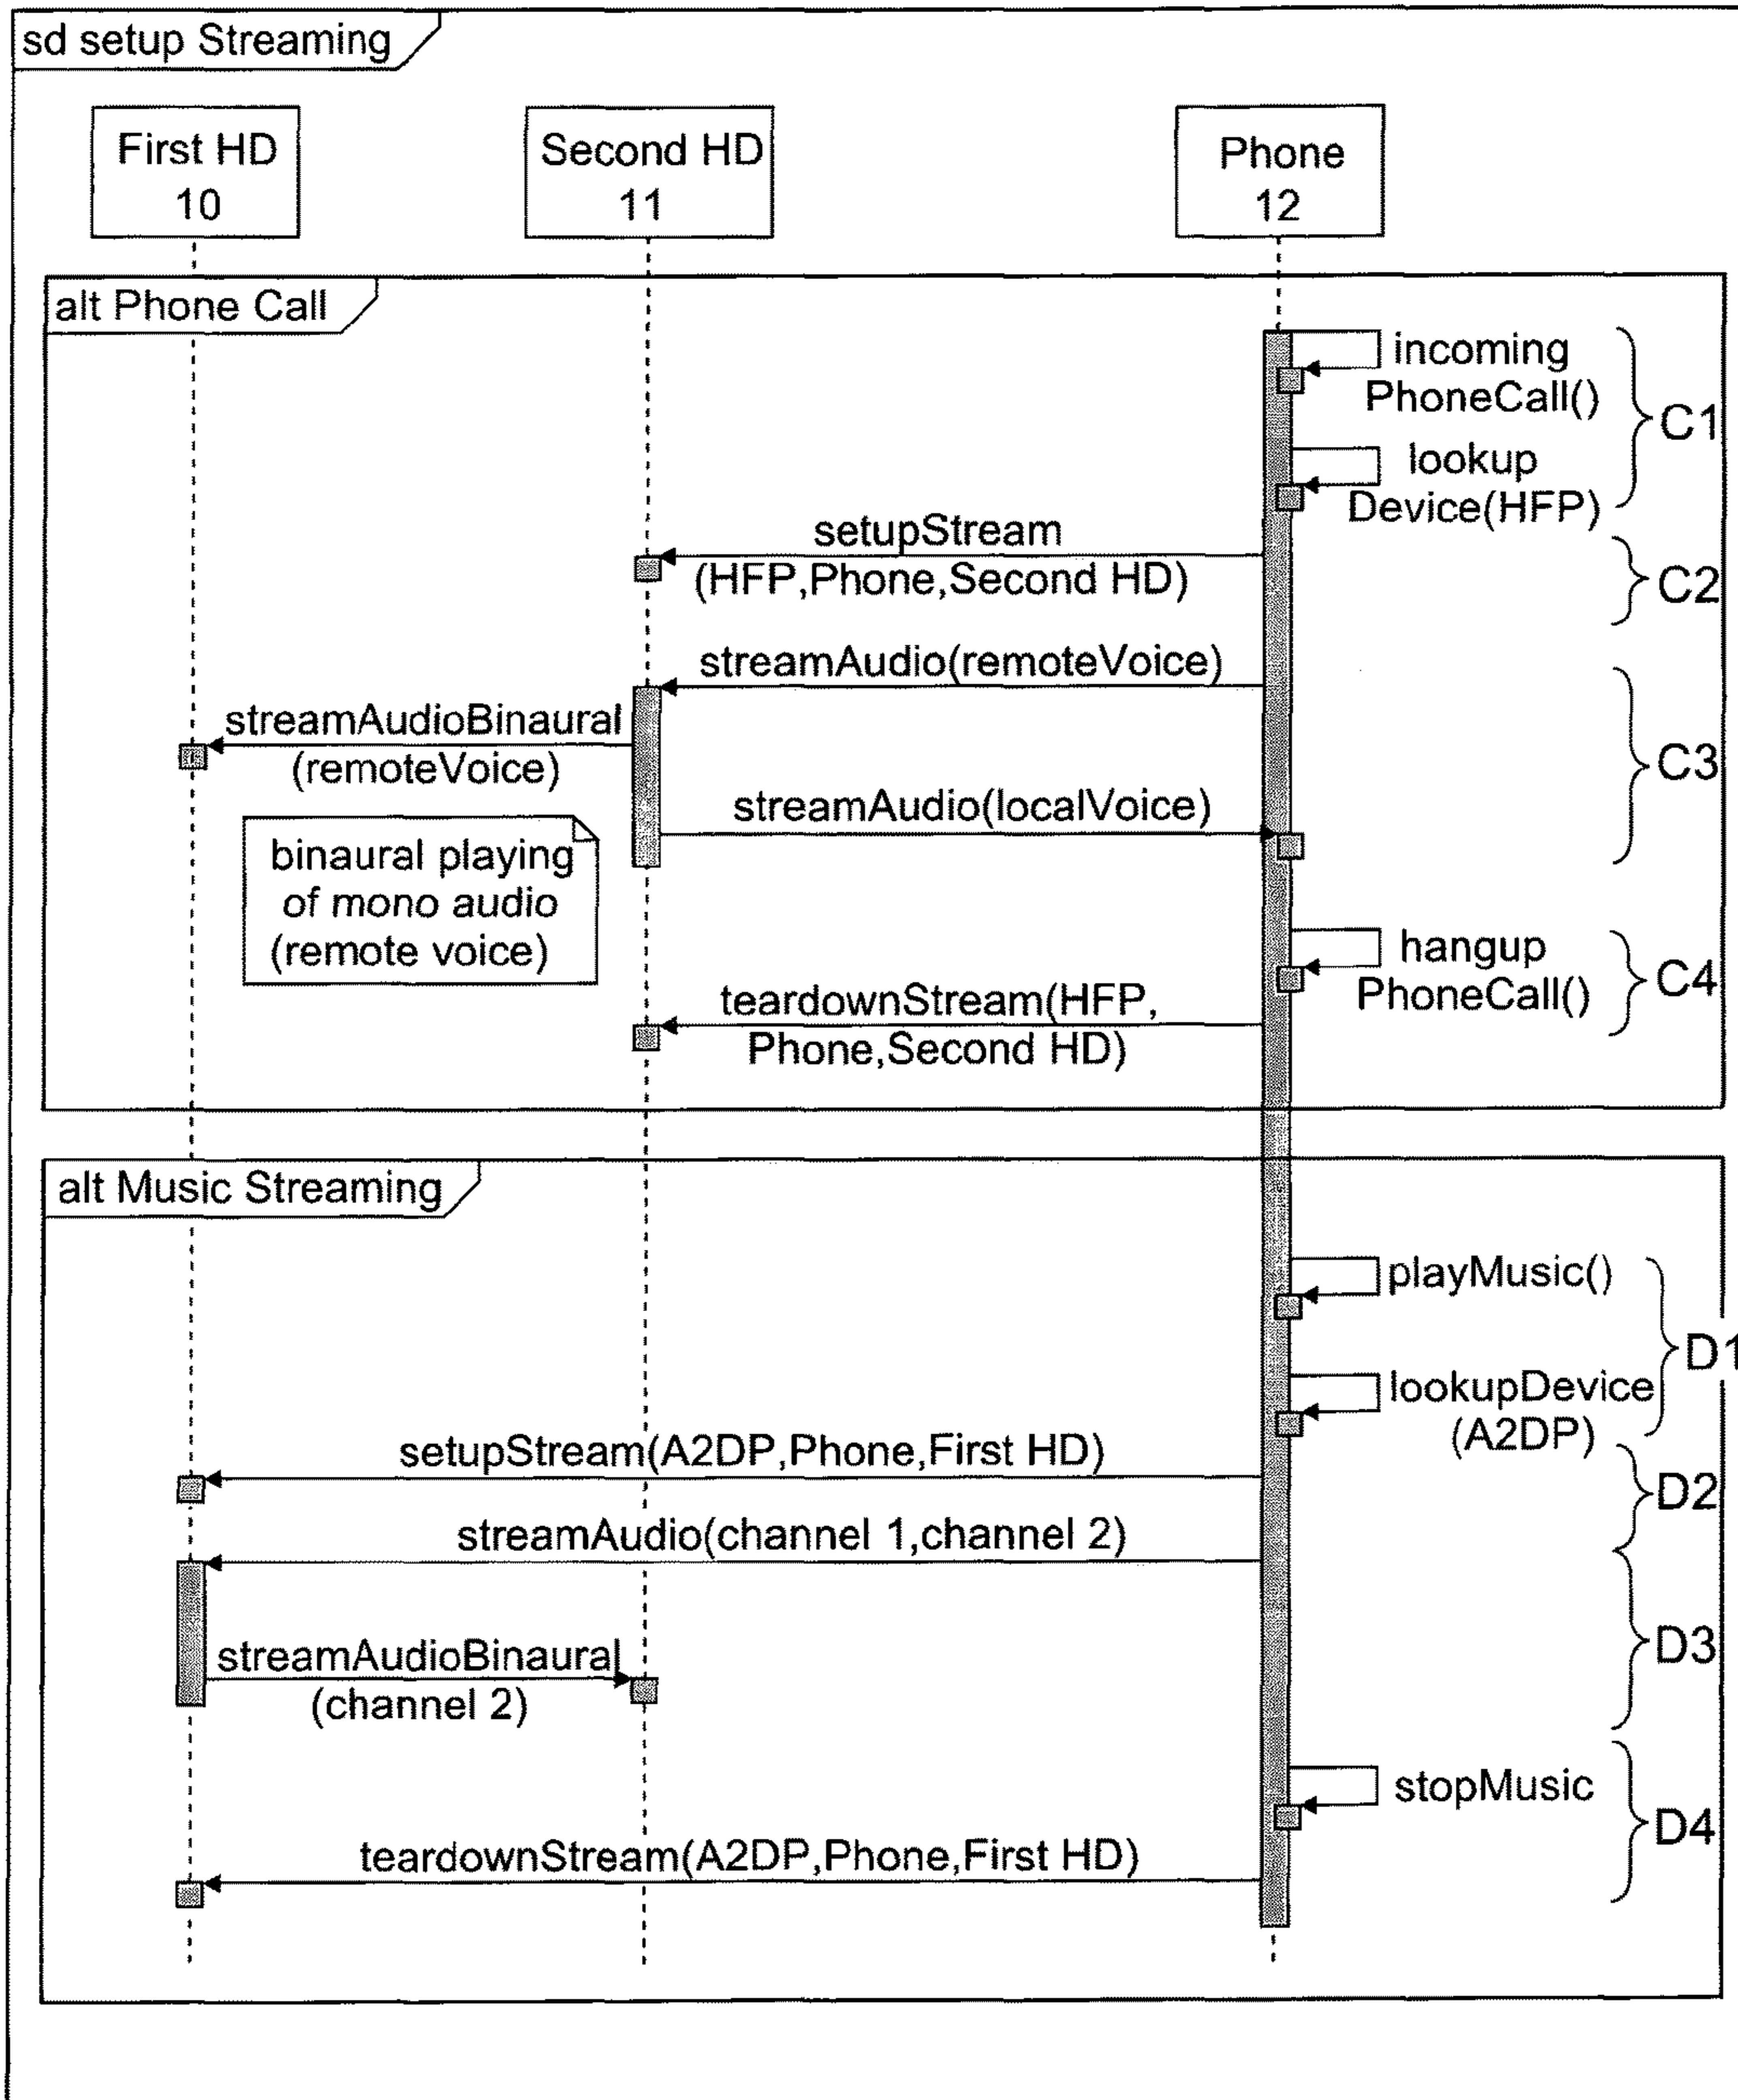 sd setup Streaming
First HD
10
Second HD
11
Phone
12
alt Phone Call
incoming
PhoneCall()
C1
lookup
Device(HFP)
setupStream
(HFP,Phone,Second HD)
C2
streamAudio(remoteVoice)
streamAudioBinaural
(remoteVoice)
C3
streamAudio(localVoice)
binaural playing
of mono audio
(remote voice)
hangup
PhoneCall()
C4
teardownStream(HFP,
Phone,Second HD)
alt Music Streaming
playMusic()
D1
lookupDevice
(A2DP)
setupStream(A2DP,Phone,First HD)
D2
streamAudio(channel 1,channel 2)
D3
streamAudioBinaural
(channel 2)
stopMusic
D4
teardownStream(A2DP,Phone,First HD)